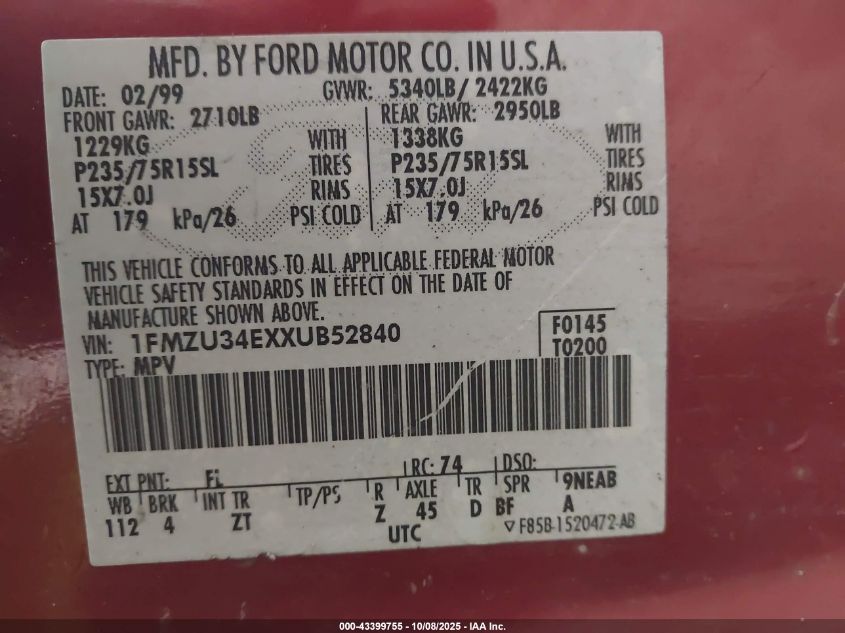 MFD. BY FORD MOTOR CO. IN U.S.A.
DATE: 02/99 GVWR: 5340LB/ 2422KG
FRONT GAWR: 2710LB REAR GAWR: 2950LB
1229KG WITH 1338KG WITH
P235/75R15SL TIRES P235/75R15SL TIRES
15X7.0J RIMS 15X7.0J RIMS
AT 179 kPa/26 PSI COLD AT 179 kPa/26 PSI COLD
THIS VEHICLE CONFORMS TO ALL APPLICABLE FEDERAL MOTOR
VEHICLE SAFETY STANDARDS IN EFFECT ON THE DATE OF
MANUFACTURE SHOWN ABOVE.
VIN: 1FMZU34EXXUB52840 F0145
TYPE: MPV T0200
EXT PNT: FL RC: 74 DSO:
WB BRK INT TR TP/PS R AXLE TR SPR 9NEAB
112 4 ZT Z 45 D BF A
UTC ▽F85B-1520472-AB
000-43399755 - 10/08/2025 - IAA Inc.